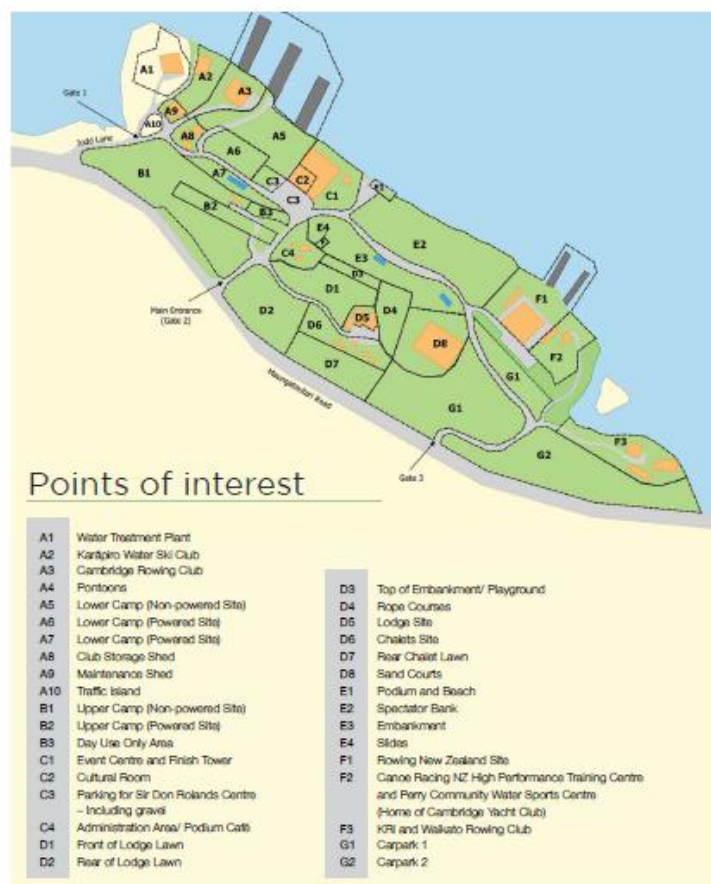 A1
A2
A3
Gate 1
A9
A10
A8
A5
Todd Lane
A6
B1
A7
C3
C2
C1
E1
C3
B2
B3
E4
E2
C4
E3
D3
D1
F1
Main Entrance
(Gate 2)
D2
D4
D6
D5
D8
F2
D7
G1
Maungatautari Road
G1
F3
G2
Gate 3
Points of interest
A1 Water Treatment Plant
A2 Karāpiro Water Ski Club
A3 Cambridge Rowing Club
A4 Pontoons
A5 Lower Camp (Non-powered Site)
A6 Lower Camp (Powered Site)
A7 Lower Camp (Powered Site)
A8 Club Storage Shed
A9 Maintenance Shed
A10 Traffic Island
B1 Upper Camp (Non-powered Site)
B2 Upper Camp (Powered Site)
B3 Day Use Only Area
C1 Event Centre and Finish Tower
C2 Cultural Room
C3 Parking for Sir Don Rolands Centre
– Including gravel
C4 Administration Area/ Podium Café
D1 Front of Lodge Lawn
D2 Rear of Lodge Lawn
D3 Top of Embankment/ Playground
D4 Rope Courses
D5 Lodge Site
D6 Chalets Site
D7 Rear Chalet Lawn
D8 Sand Courts
E1 Podium and Beach
E2 Spectator Bank
E3 Embankment
E4 Slides
F1 Rowing New Zealand Site
F2 Canoe Racing NZ High Performance Training Centre
and Perry Community Water Sports Centre
(Home of Cambridge Yacht Club)
F3 KRI and Waikato Rowing Club
G1 Carpark 1
G2 Carpark 2